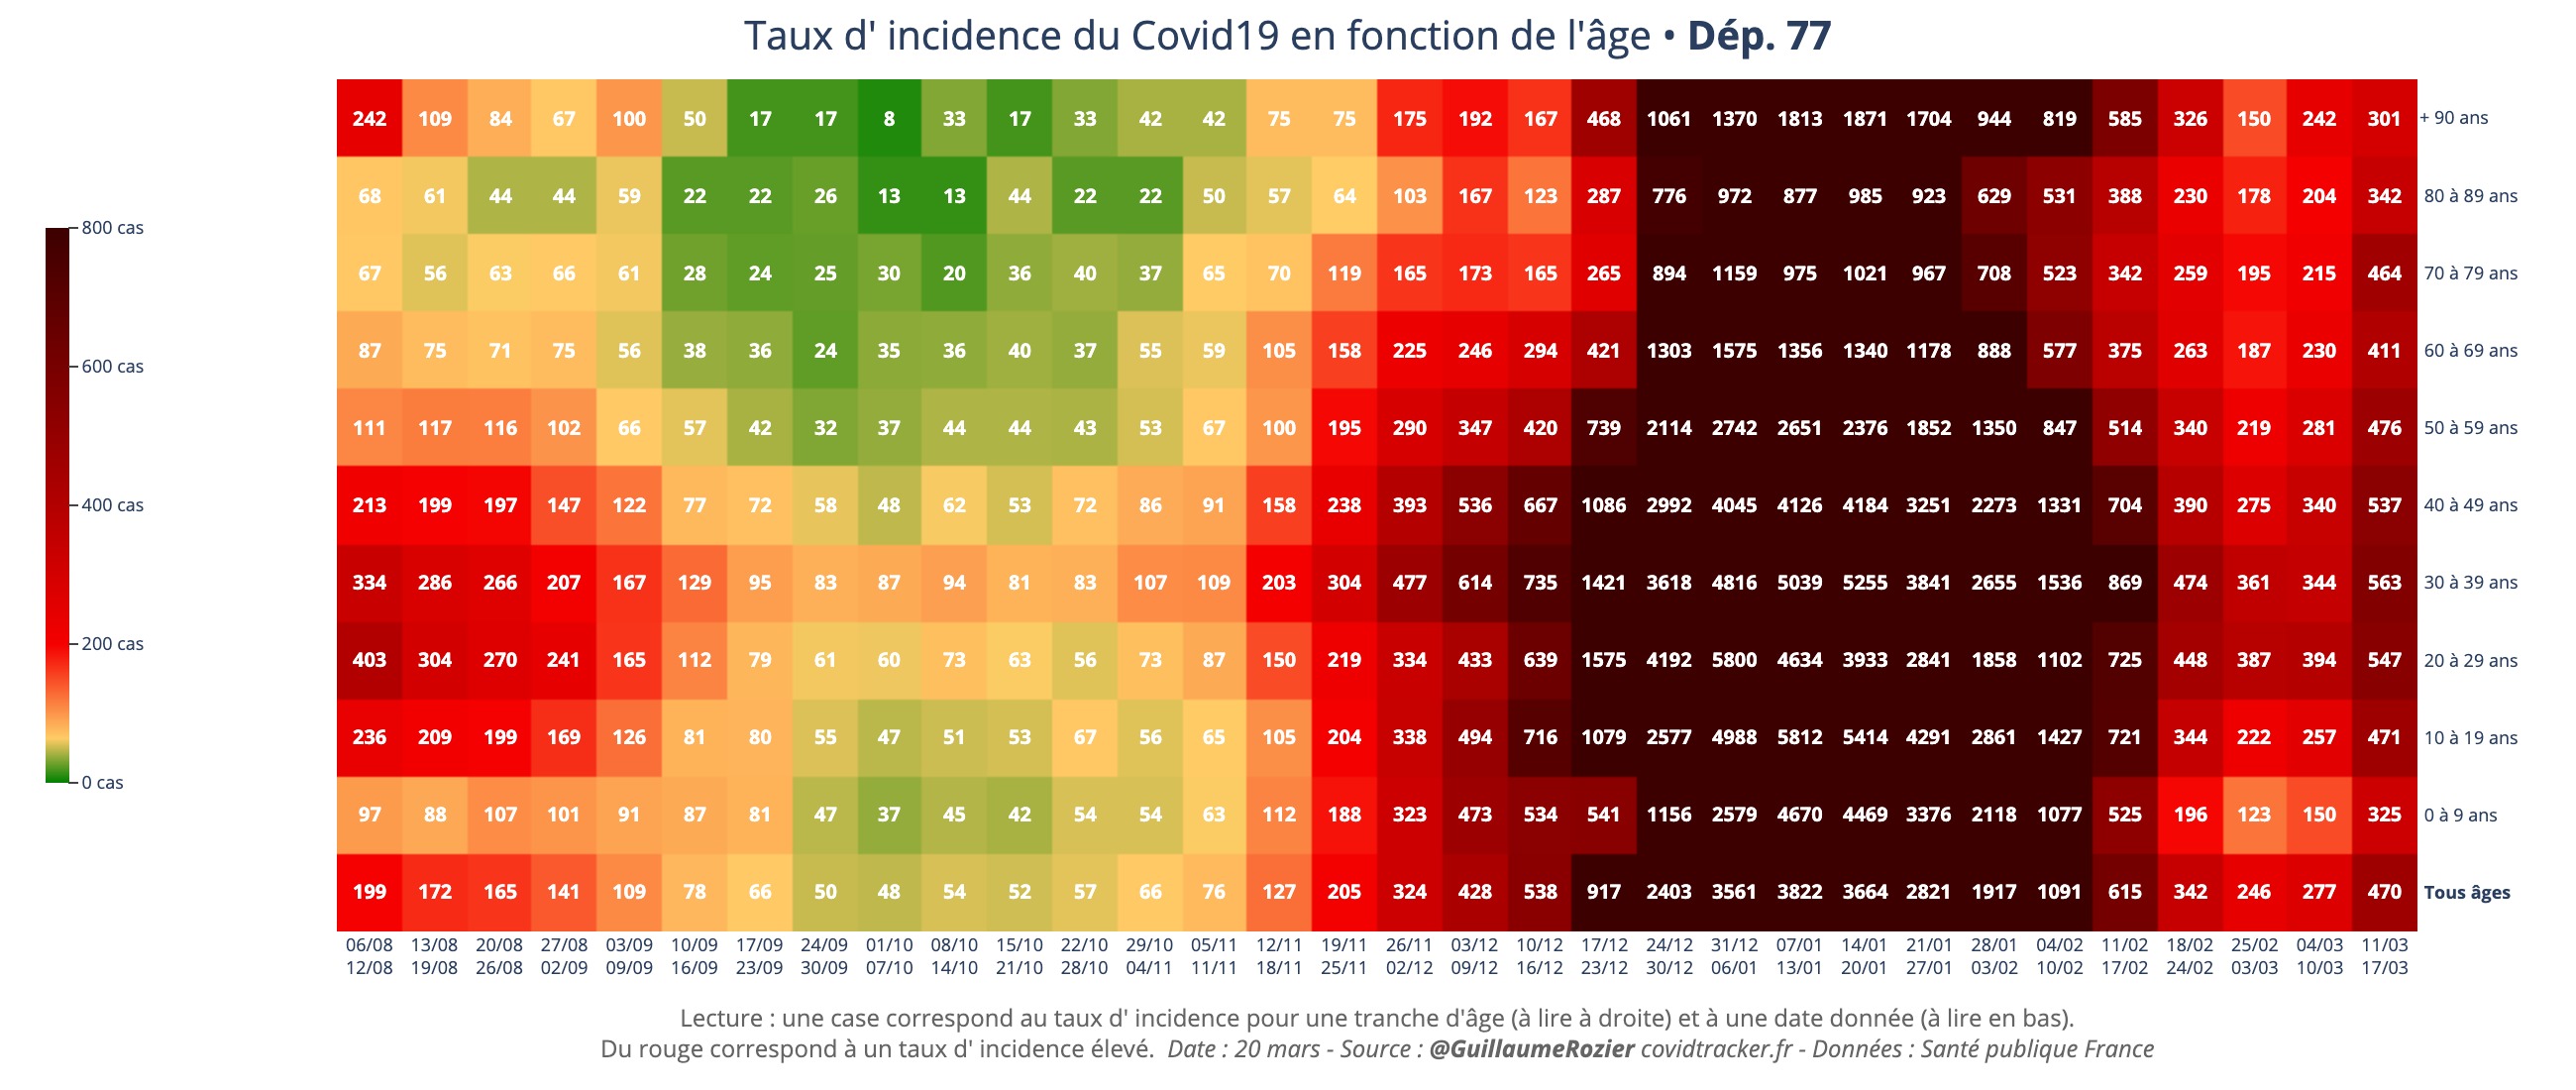 Taux d' incidence du Covid19 en fonction de l'âge • Dép. 77
800 cas
600 cas
400 cas
200 cas
0 cas
242 109 84 67 100 50 17 17 8 33 17 33 42 42 75 75 175 192 167 468 1061 1370 1813 1871 1704 944 819 585 326 150 242 301 + 90 ans
68 61 44 44 59 22 22 26 13 13 44 22 22 50 57 64 103 167 123 287 776 972 877 985 923 629 531 388 230 178 204 342 80 à 89 ans
67 56 63 66 61 28 24 25 30 20 36 40 37 65 70 119 165 173 165 265 894 1159 975 1021 967 708 523 342 259 195 215 464 70 à 79 ans
87 75 71 75 56 38 36 24 35 36 40 37 55 59 105 158 225 246 294 421 1303 1575 1356 1340 1178 888 577 375 263 187 230 411 60 à 69 ans
111 117 116 102 66 57 42 32 37 44 44 43 53 67 100 195 290 347 420 739 2114 2742 2651 2376 1852 1350 847 514 340 219 281 476 50 à 59 ans
213 199 197 147 122 77 72 58 48 62 53 72 86 91 158 238 393 536 667 1086 2992 4045 4126 4184 3251 2273 1331 704 390 275 340 537 40 à 49 ans
334 286 266 207 167 129 95 83 87 94 81 83 107 109 203 304 477 614 735 1421 3618 4816 5039 5255 3841 2655 1536 869 474 361 344 563 30 à 39 ans
403 304 270 241 165 112 79 61 60 73 63 56 73 87 150 219 334 433 639 1575 4192 5800 4634 3933 2841 1858 1102 725 448 387 394 547 20 à 29 ans
236 209 199 169 126 81 80 55 47 51 53 67 56 65 105 204 338 494 716 1079 2577 4988 5812 5414 4291 2861 1427 721 344 222 257 471 10 à 19 ans
97 88 107 101 91 87 81 47 37 45 42 54 54 63 112 188 323 473 534 541 1156 2579 4670 4469 3376 2118 1077 525 196 123 150 325 0 à 9 ans
199 172 165 141 109 78 66 50 48 54 52 57 66 76 127 205 324 428 538 917 2403 3561 3822 3664 2821 1917 1091 615 342 246 277 470 Tous âges
06/08 13/08 20/08 27/08 03/09 10/09 17/09 24/09 01/10 08/10 15/10 22/10 29/10 05/11 12/11 19/11 26/11 03/12 10/12 17/12 24/12 31/12 07/01 14/01 21/01 28/01 04/02 11/02 18/02 25/02 04/03 11/03
12/08 19/08 26/08 02/09 09/09 16/09 23/09 30/09 07/10 14/10 21/10 28/10 04/11 11/11 18/11 25/11 02/12 09/12 16/12 23/12 30/12 06/01 13/01 20/01 27/01 03/02 10/02 17/02 24/02 03/03 10/03 17/03
Lecture : une case correspond au taux d' incidence pour une tranche d'âge (à lire à droite) et à une date donnée (à lire en bas).
Du rouge correspond à un taux d' incidence élevé. Date : 20 mars - Source : @GuillaumeRozier covidtracker.fr - Données : Santé publique France